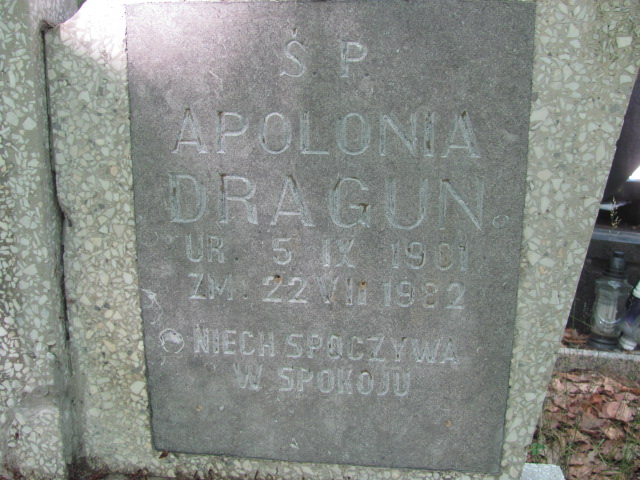 Ś P
APOLONIA
DRAGUN
UR. 5 IX 1901
ZM. 22 VII 1982
NIECH SPOCZYWA
W SPOKOJU